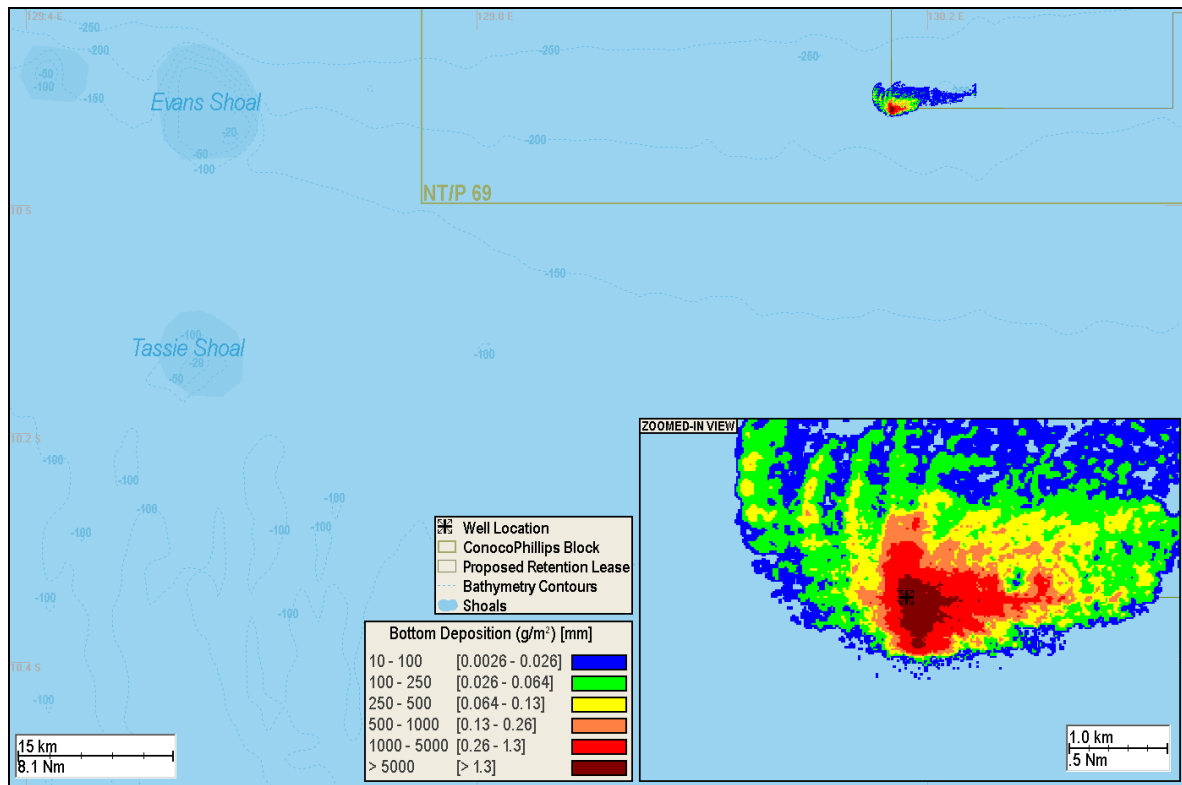 129.4 E
129.8 E
130.2 E
-250
-200
-250
-250
-50
-100
-150
Evans Shoal
-20
-50
-100
-200
NT/P 69
10 S
-150
-100
Tassie Shoal
-20
-50
-100
10.2 S
-100
-100
-100
-100
-100
-100
-100
-100
-100
10.4 S
-100
ZOOMED-IN VIEW
Well Location
ConocoPhillips Block
Proposed Retention Lease
Bathymetry Contours
Shoals
Bottom Deposition (g/m²) [mm]
10 - 100 [0.0026 - 0.026]
100 - 250 [0.026 - 0.064]
250 - 500 [0.064 - 0.13]
500 - 1000 [0.13 - 0.26]
1000 - 5000 [0.26 - 1.3]
> 5000 [> 1.3]
15 km
8.1 Nm
1.0 km
.5 Nm